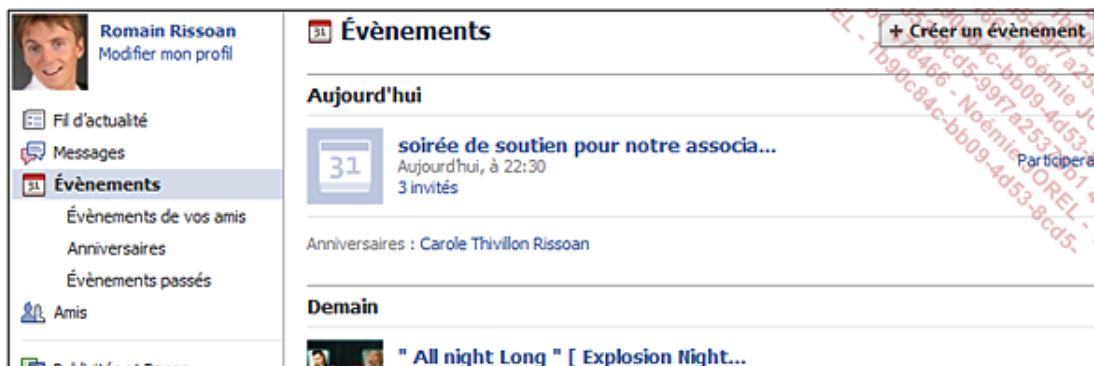 Romain Rissoan
Modifier mon profil
Fil d'actualité
Messages
Évènements
Évènements de vos amis
Anniversaires
Évènements passés
Amis
Évènements
+ Créer un évènement
Aujourd'hui
soirée de soutien pour notre associa...
Aujourd'hui, à 22:30
3 invités
Participera
Anniversaires : Carole Thivillon Rissoan
Demain
" All night Long " [ Explosion Night...